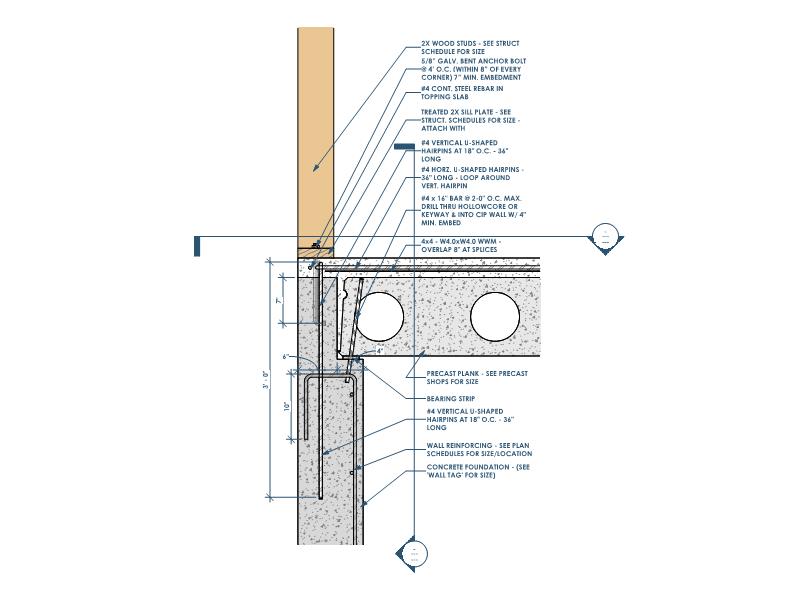 2X WOOD STUDS - SEE STRUCT
SCHEDULE FOR SIZE
5/8" GALV. BENT ANCHOR BOLT
@ 4' O.C. (WITHIN 8" OF EVERY
CORNER) 7" MIN. EMBEDMENT
#4 CONT. STEEL REBAR IN
TOPPING SLAB
TREATED 2X SILL PLATE - SEE
STRUCT. SCHEDULES FOR SIZE -
ATTACH WITH
#4 VERTICAL U-SHAPED
HAIRPINS AT 18" O.C. - 36"
LONG
#4 HORZ. U-SHAPED HAIRPINS -
36" LONG - LOOP AROUND
VERT. HAIRPIN
#4 x 16" BAR @ 2'-0" O.C. MAX.
DRILL THRU HOLLOWCORE OR
KEYWAY & INTO CIP WALL W/ 4"
MIN. EMBED
4x4 - W4.0xW4.0 WWM -
OVERLAP 8" AT SPLICES
7"
6"
4"
3' - 0"
10"
PRECAST PLANK - SEE PRECAST
SHOPS FOR SIZE
BEARING STRIP
#4 VERTICAL U-SHAPED
HAIRPINS AT 18" O.C. - 36"
LONG
WALL REINFORCING - SEE PLAN
SCHEDULES FOR SIZE/LOCATION
CONCRETE FOUNDATION - (SEE
'WALL TAG' FOR SIZE)